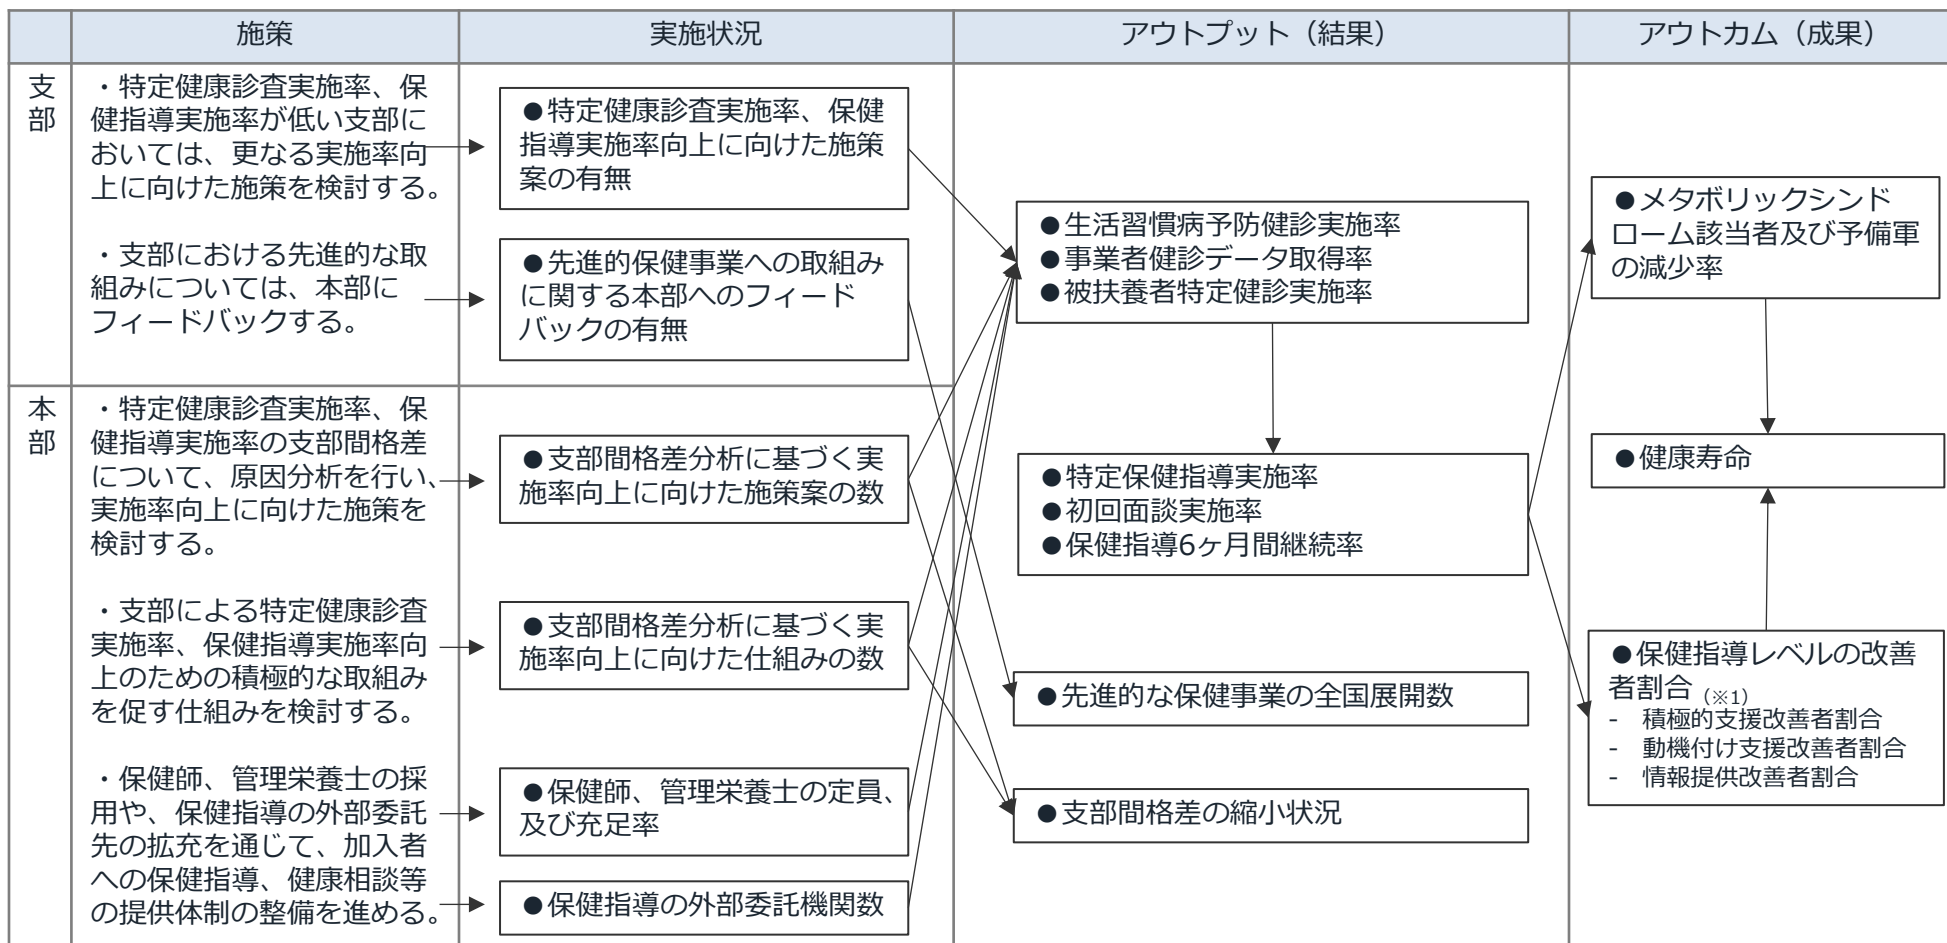 施策
実施状況
アウトプット（結果）
アウトカム（成果）
支
部
・特定健康診査実施率、保
健指導実施率が低い支部に
おいては、更なる実施率向
上に向けた施策を検討する。
・支部における先進的な取
組みについては、本部に
フィードバックする。
●特定健康診査実施率、保健
指導実施率向上に向けた施策
案の有無
●先進的保健事業への取組み
に関する本部へのフィード
バックの有無
本
部
・特定健康診査実施率、保
健指導実施率の支部間格差
について、原因分析を行い、
実施率向上に向けた施策を
検討する。
・支部による特定健康診査
実施率、保健指導実施率向
上のための積極的な取組み
を促す仕組みを検討する。
・保健師、管理栄養士の採
用や、保健指導の外部委託
先の拡充を通じて、加入者
への保健指導、健康相談等
の提供体制の整備を進める。
●支部間格差分析に基づく実
施率向上に向けた施策案の数
●支部間格差分析に基づく実
施率向上に向けた仕組みの数
●保健師、管理栄養士の定員、
及び充足率
●保健指導の外部委託機関数
●生活習慣病予防健診実施率
●事業者健診データ取得率
●被扶養者特定健診実施率
●特定保健指導実施率
●初回面談実施率
●保健指導6ヶ月間継続率
●先進的な保健事業の全国展開数
●支部間格差の縮小状況
●メタボリックシンド
ローム該当者及び予備軍
の減少率
●健康寿命
●保健指導レベルの改善
者割合（※1）
- 積極的支援改善者割合
- 動機付け支援改善者割合
- 情報提供改善者割合